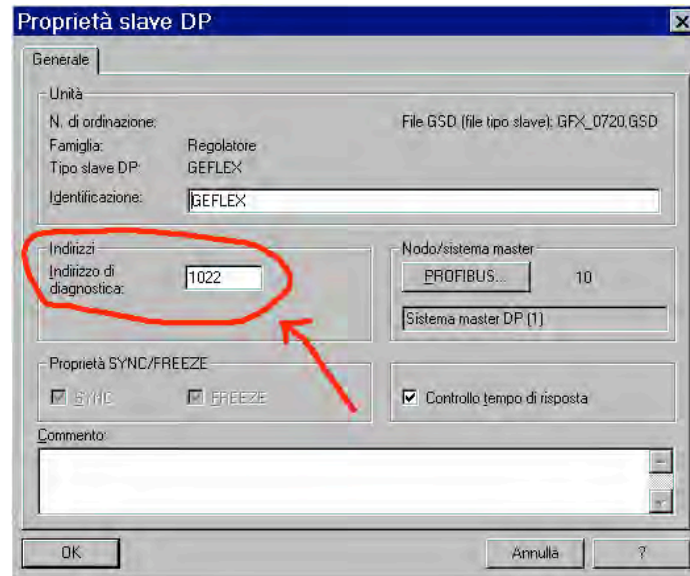 Proprietà slave DP
Generale
Unità
N. di ordinazione: File GSD (file tipo slave): GFX_0720.GSD
Famiglia: Regolatore
Tipo slave DP: GEFLEX
Identificazione: GEFLEX
Indirizzi
Indirizzo di
diagnostica: 1022
Nodo/sistema master
PROFIBUS... 10
Sistema master DP (1)
Proprietà SYNC/FREEZE
SYNC FREEZE
Controllo tempo di risposta
Commento:
OK Annulla ?